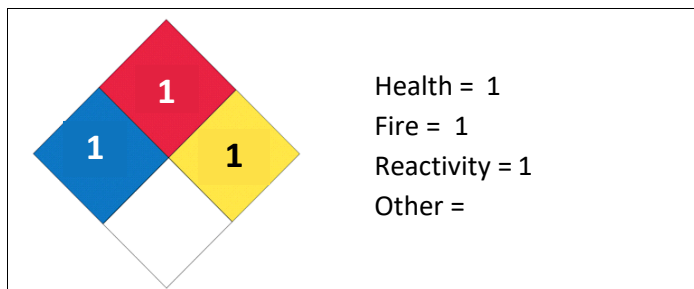 1
1
1
Health = 1
Fire = 1
Reactivity = 1
Other =